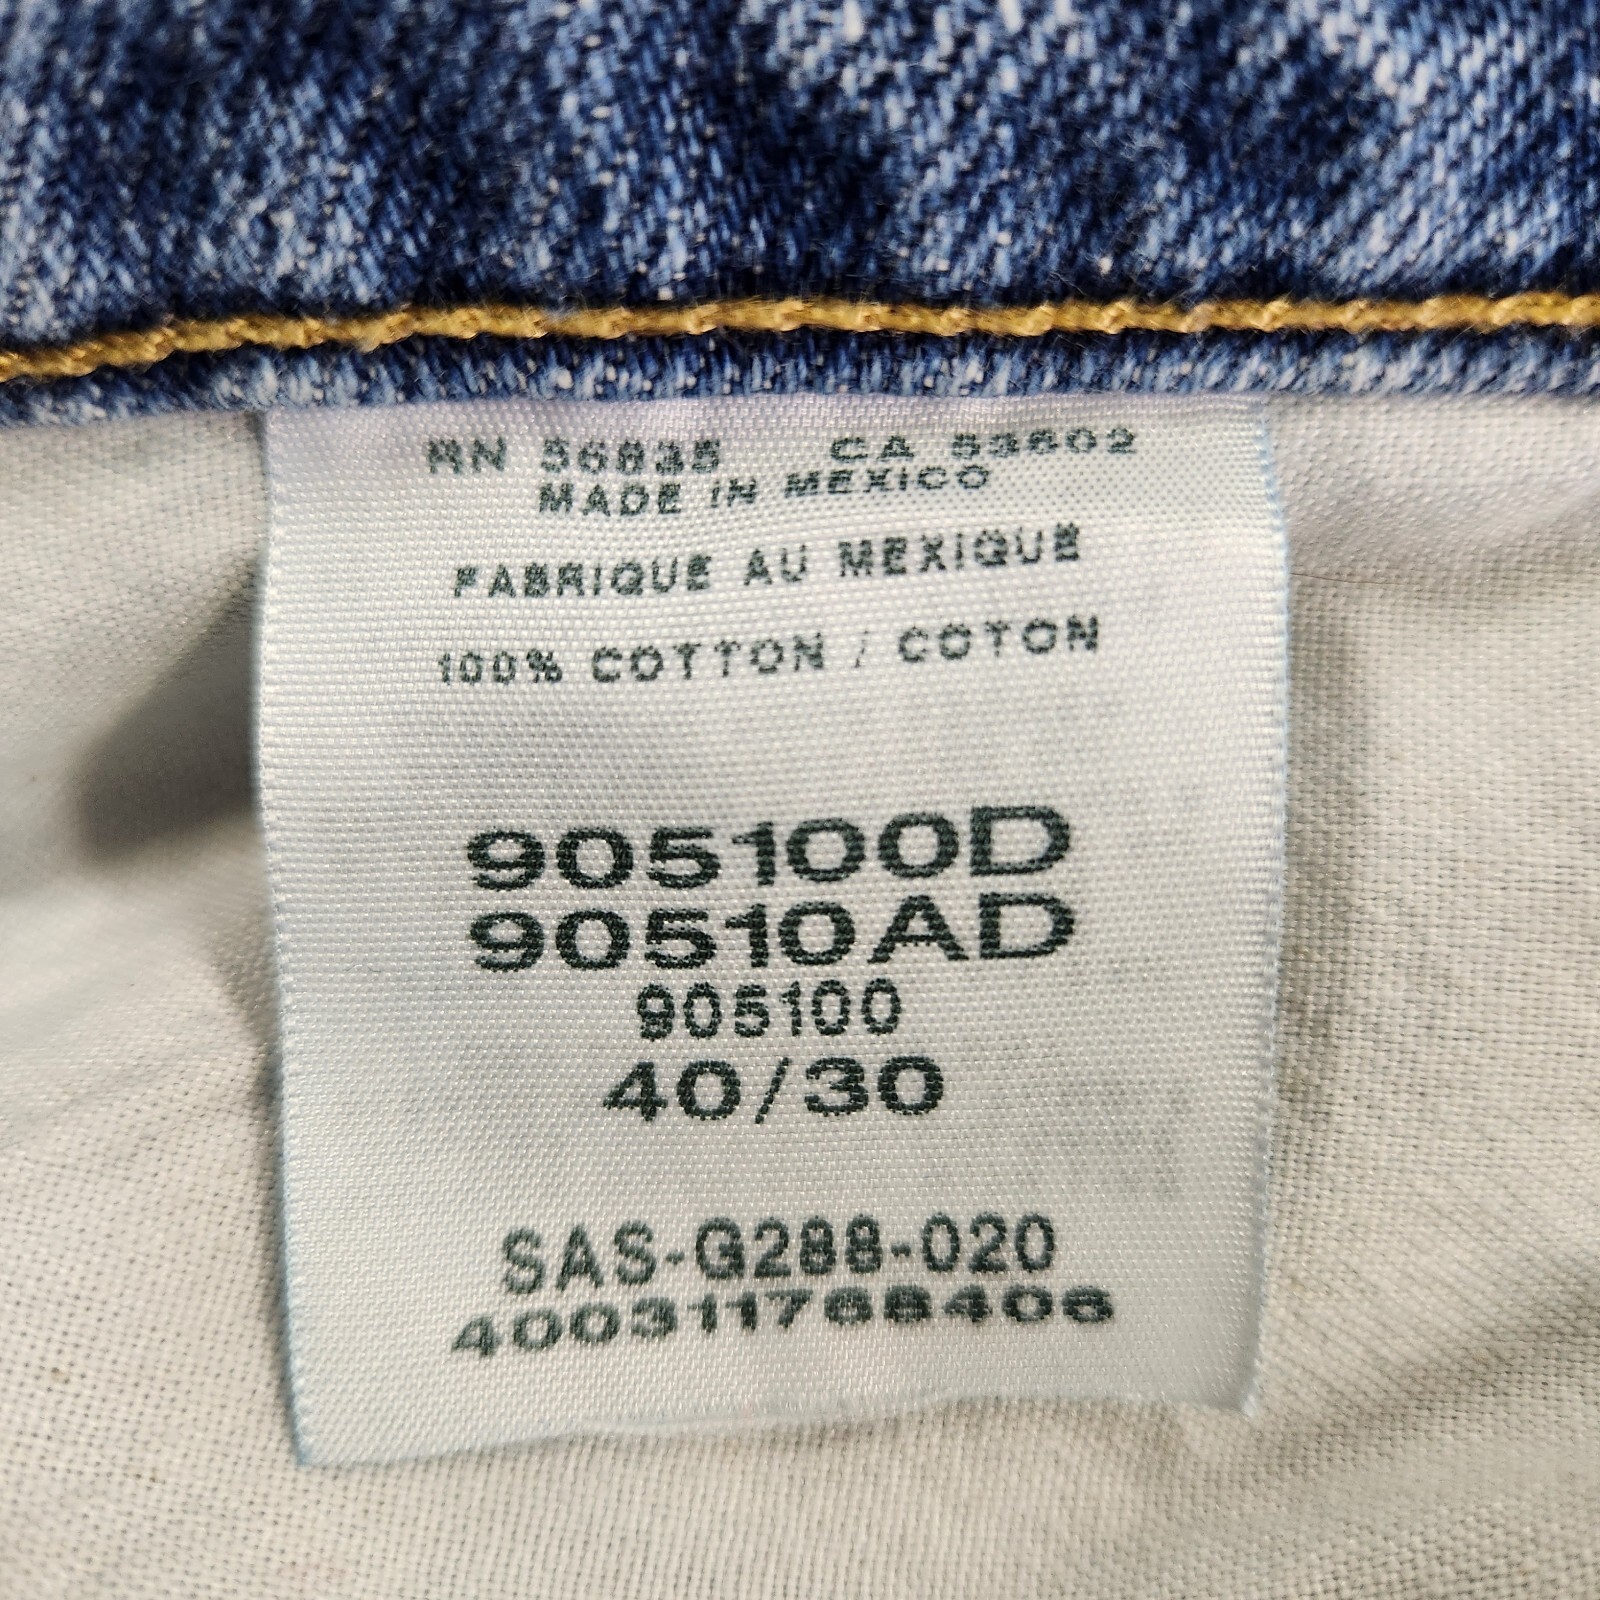 RN 36835 CA 53602
MADE IN MEXICO
FABRIQUE AU MEXIQUE
100% COTTON / COTON
905100D
90510AD
905100
40/30
SAS-G288-020
400311768406